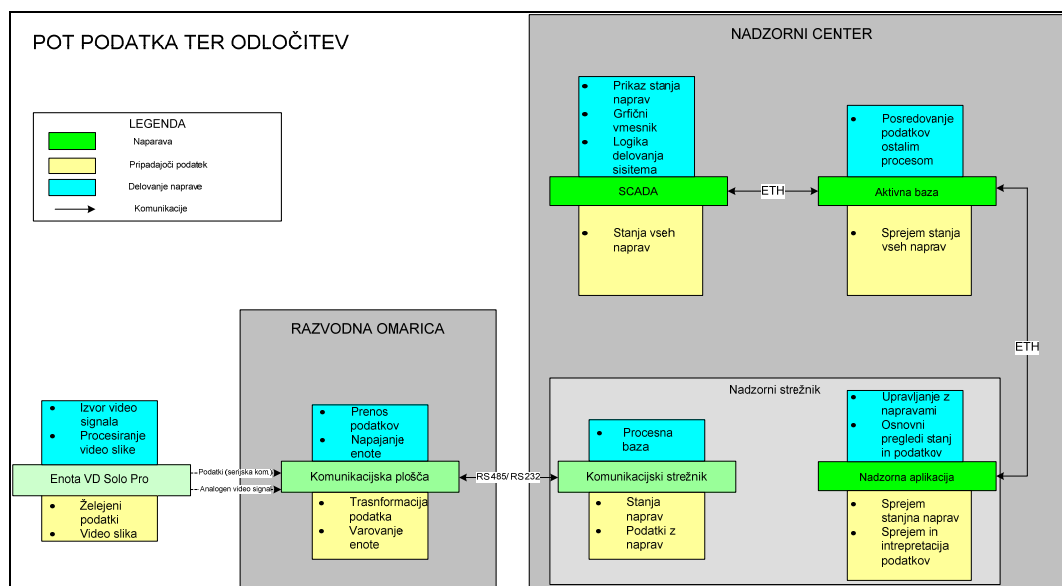 POT PODATKA TER ODLOČITEV
NADZORNI CENTER
LEGENDA
Naparava
Pripadajoči podatek
Delovanje naprave
Komunikacije
• Prikaz stanja
naprav
• Grfični
vmesnik
• Logika
delovanja
sisitema
SCADA
• Stanja vseh
naprav
ETH
• Posredovanje
podatkov
ostalim
procesom
Aktivna baza
• Sprejem stanja
vseh naprav
ETH
RAZVODNA OMARICA
• Izvor video
signala
• Procesiranje
video slike
Enota VD Solo Pro
• Želejeni
podatki
• Video slika
Podatki (serijska kom.)
Analogen video signal
• Prenos
podatkov
• Napajanje
enote
Komunikacijska plošča
• Trasnformacija
podatka
• Varovanje
enote
RS485/RS232
Nadzorni strežnik
• Procesna
baza
Komunikacijski strežnik
• Stanja
naprav
• Podatki z
naprav
• Upravljanje z
napravami
• Osnovni
pregledi stanj
in podatkov
Nadzorna aplikacija
• Sprejem
stanjna naprav
• Sprejem in
intrepretacija
podatkov